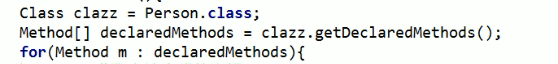 Class clazz = Person.class;
Method[] declaredMethods = clazz.getDeclaredMethods();
for(Method m : declaredMethods){